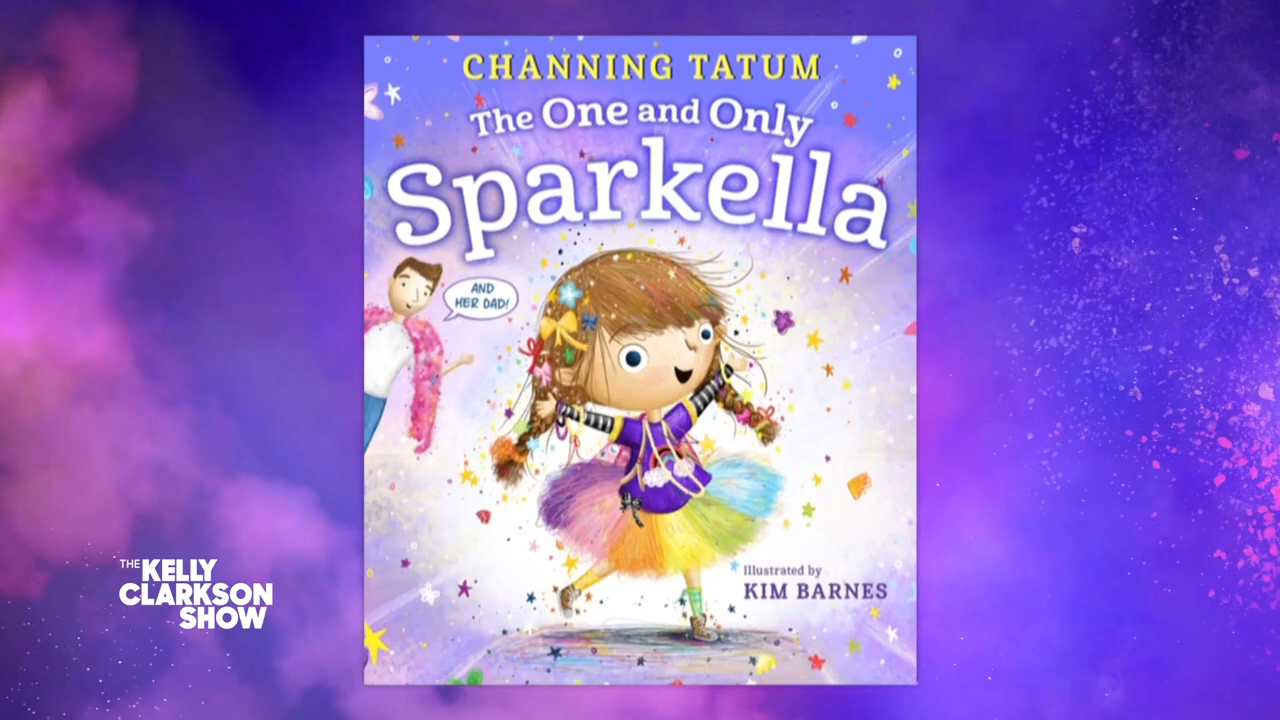 CHANNING TATUM
The One and Only
Sparkella
AND
HER DAD!
Illustrated by
KIM BARNES
THE KELLY
CLARKSON
SHOW